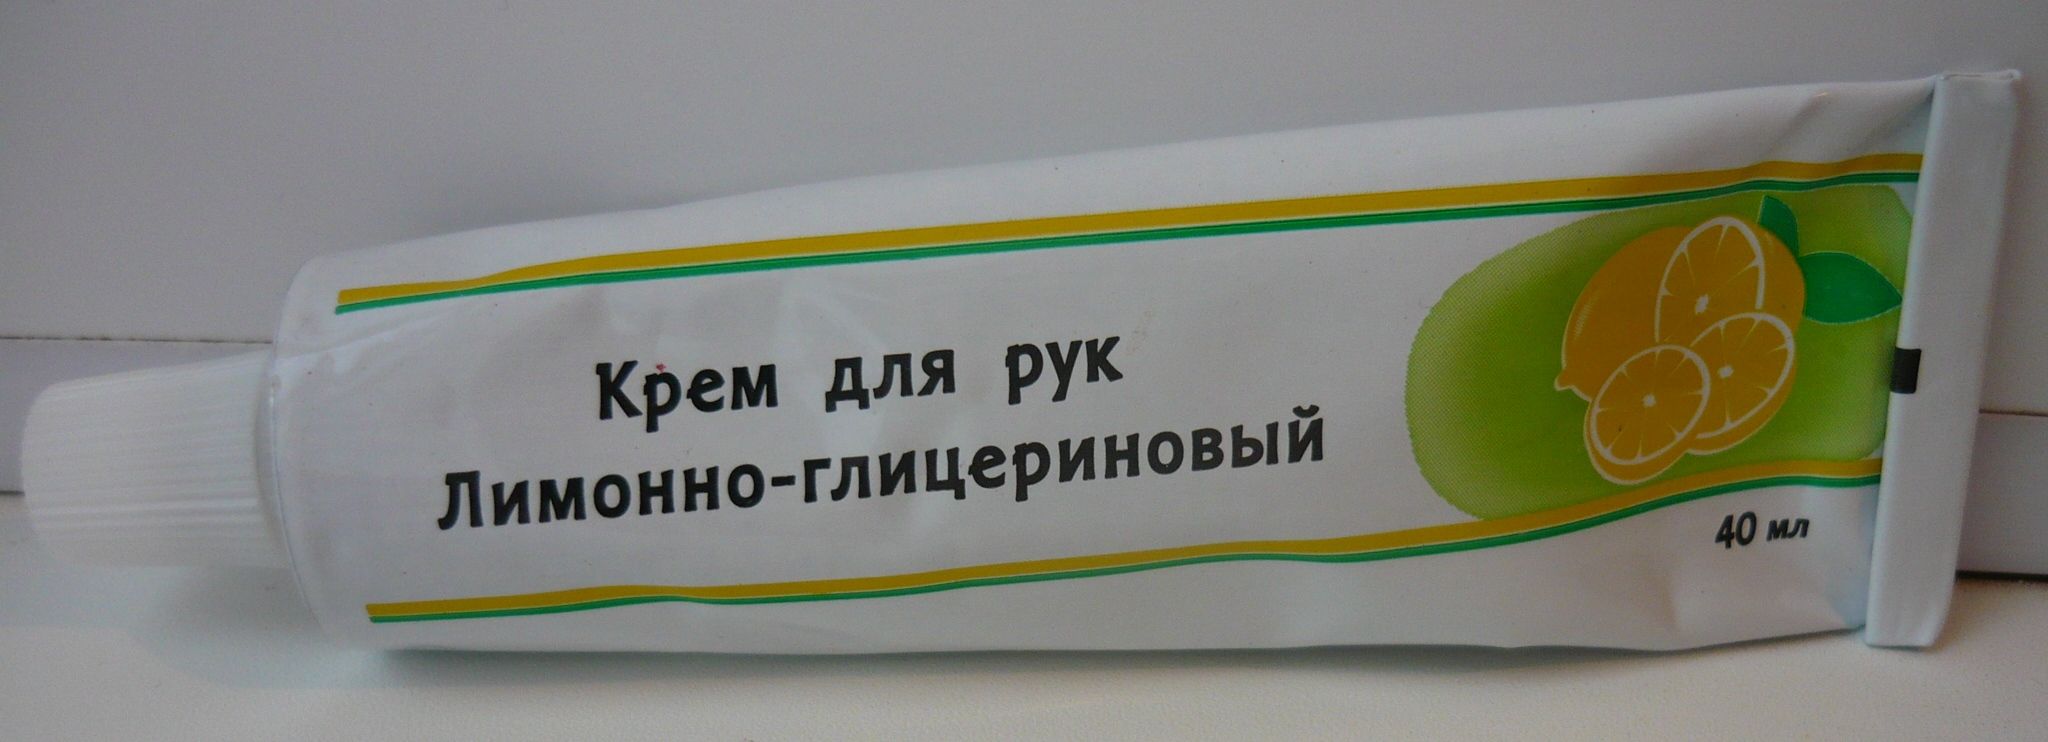 Крем для рук
Лимонно-глицериновый
40 мл